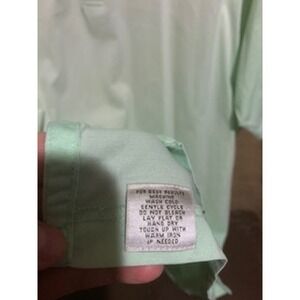 FOR BEST RESULTS
MACHINE
WASH COLD
GENTLE CYCLE
DO NOT BLEACH
LAY FLAT OR
HANG DRY
TOUCH UP WITH
WARM IRON
IF NEEDED